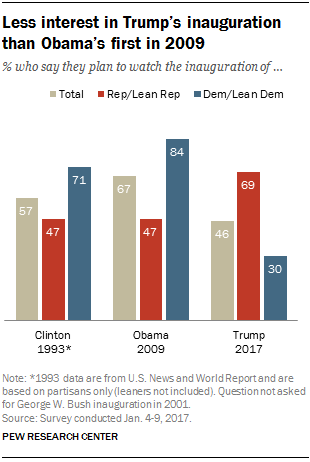 Less interest in Trump's inauguration
than Obama's first in 2009
% who say they plan to watch the inauguration of ...
Total Rep/Lean Rep Dem/Lean Dem
57 47 71 67 47 84 46 69 30
Clinton Obama Trump
1993* 2009 2017
Note: *1993 data are from U.S. News and World Report and are
based on partisans only (leaners not included). Question not asked
for George W. Bush inauguration in 2001.
Source: Survey conducted Jan. 4-9, 2017.
PEW RESEARCH CENTER